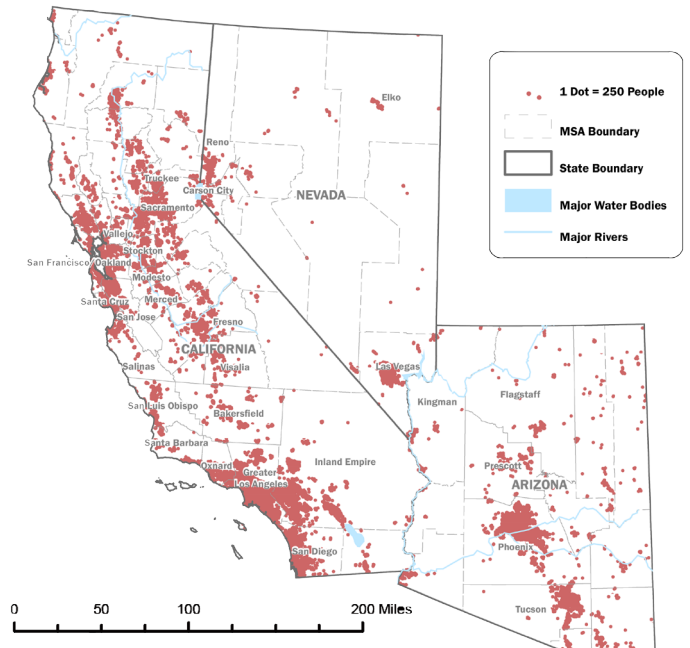 1 Dot = 250 People
MSA Boundary
State Boundary
Major Water Bodies
Major Rivers
Elko
Reno
Truckee
Carson City
NEVADA
Sacramento
Vallejo
Stockton
San Francisco
Oakland
Modesto
Santa Cruz
Merced
San Jose
Fresno
CALIFORNIA
Salinas
Visalia
Las Vegas
Kingman
Flagstaff
San Luis Obispo
Bakersfield
Santa Barbara
Oxnard
Greater
Los Angeles
Inland Empire
Prescott
ARIZONA
Phoenix
San Diego
Tucson
0 50 100 200 Miles